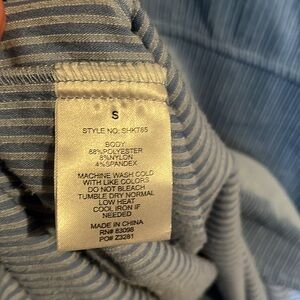 S
STYLE NO: SHKT85
BODY
88%POLYESTER
8%NYLON
4%SPANDEX
MACHINE WASH COLD
WITH LIKE COLORS
DO NOT BLEACH
TUMBLE DRY NORMAL
LOW HEAT
COOL IRON IF
NEEDED
MADE IN CHINA
RN# 83098
PO# Z3281